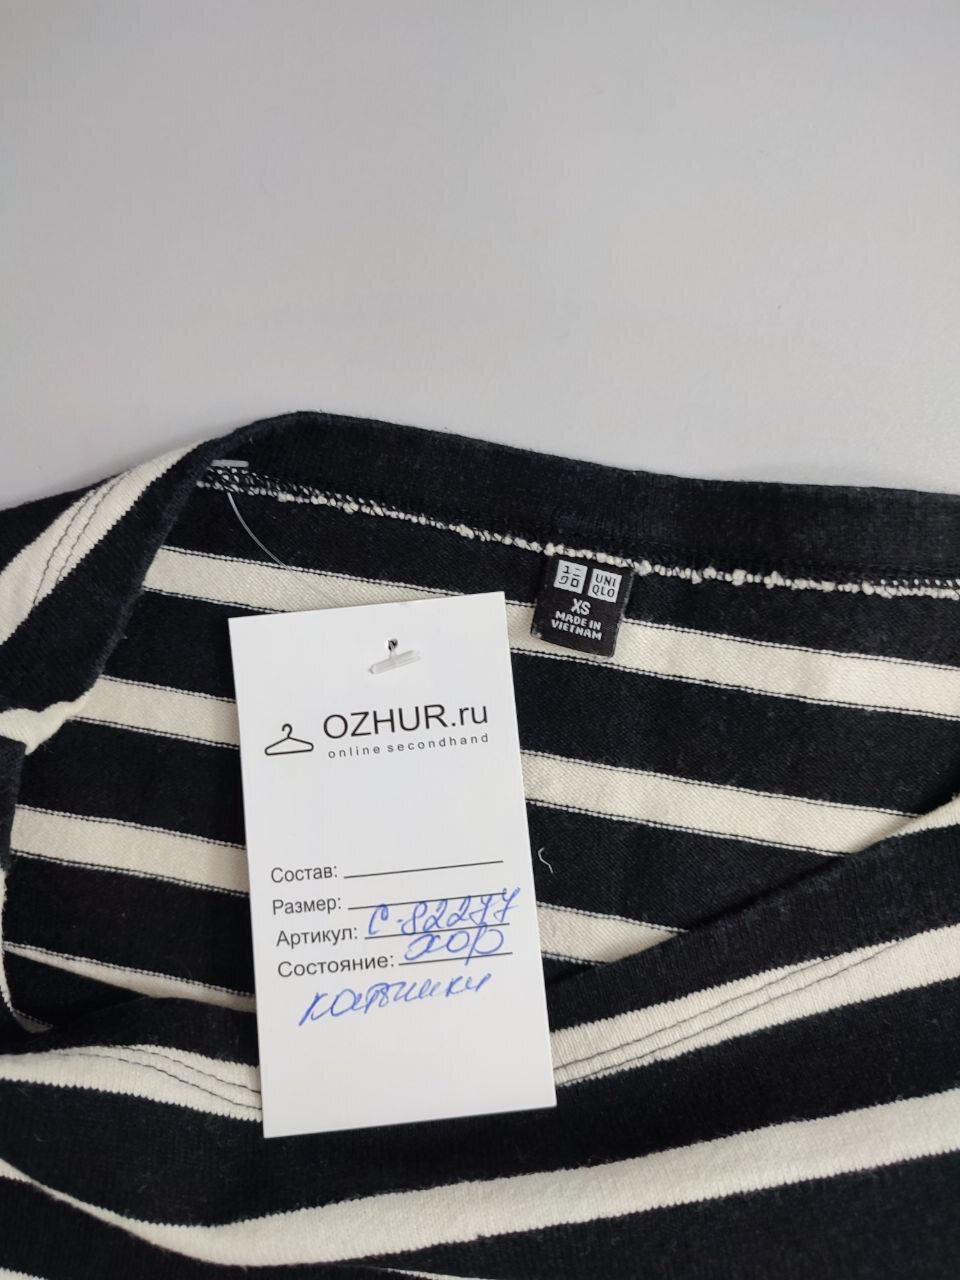 UNI
QLO
XS
MADE IN
VIETNAM
OZHUR.ru
online secondhand
Состав:
Размер:
Артикул: С-82277
Состояние: хор
катышки